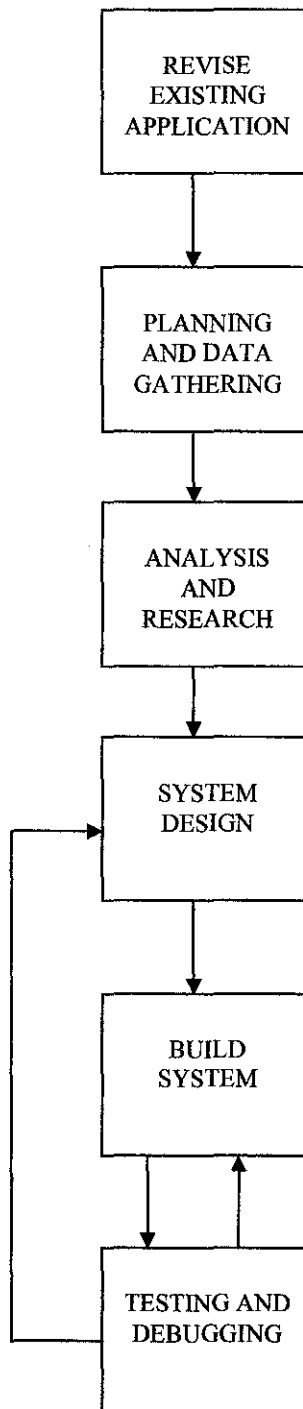 REVISE
EXISTING
APPLICATION
PLANNING
AND DATA
GATHERING
ANALYSIS
AND
RESEARCH
SYSTEM
DESIGN
BUILD
SYSTEM
TESTING AND
DEBUGGING